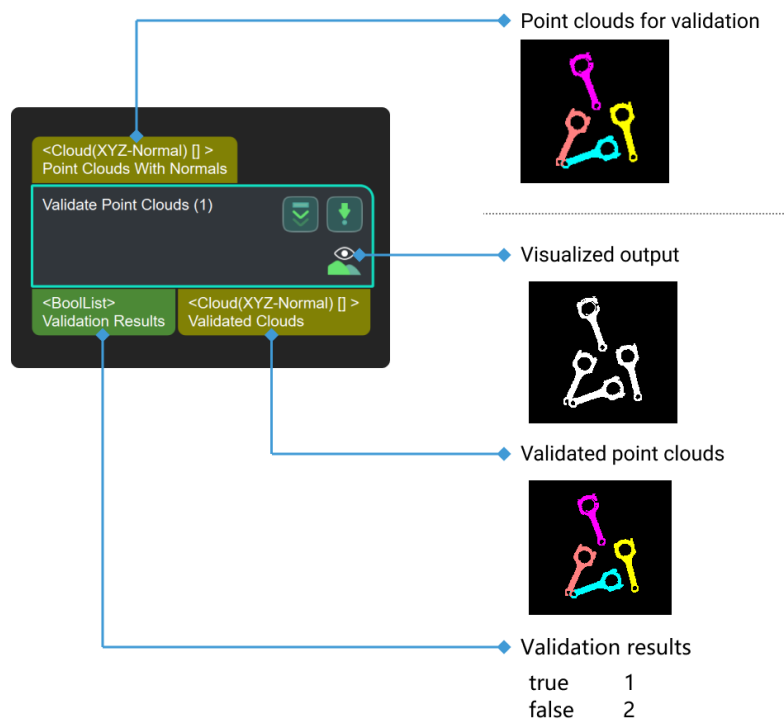 Point clouds for validation
<Cloud(XYZ-Normal) [] >
Point Clouds With Normals
Validate Point Clouds (1)
Visualized output
<BoolList>
Validation Results
<Cloud(XYZ-Normal) [] >
Validated Clouds
Validated point clouds
Validation results
true 1
false 2